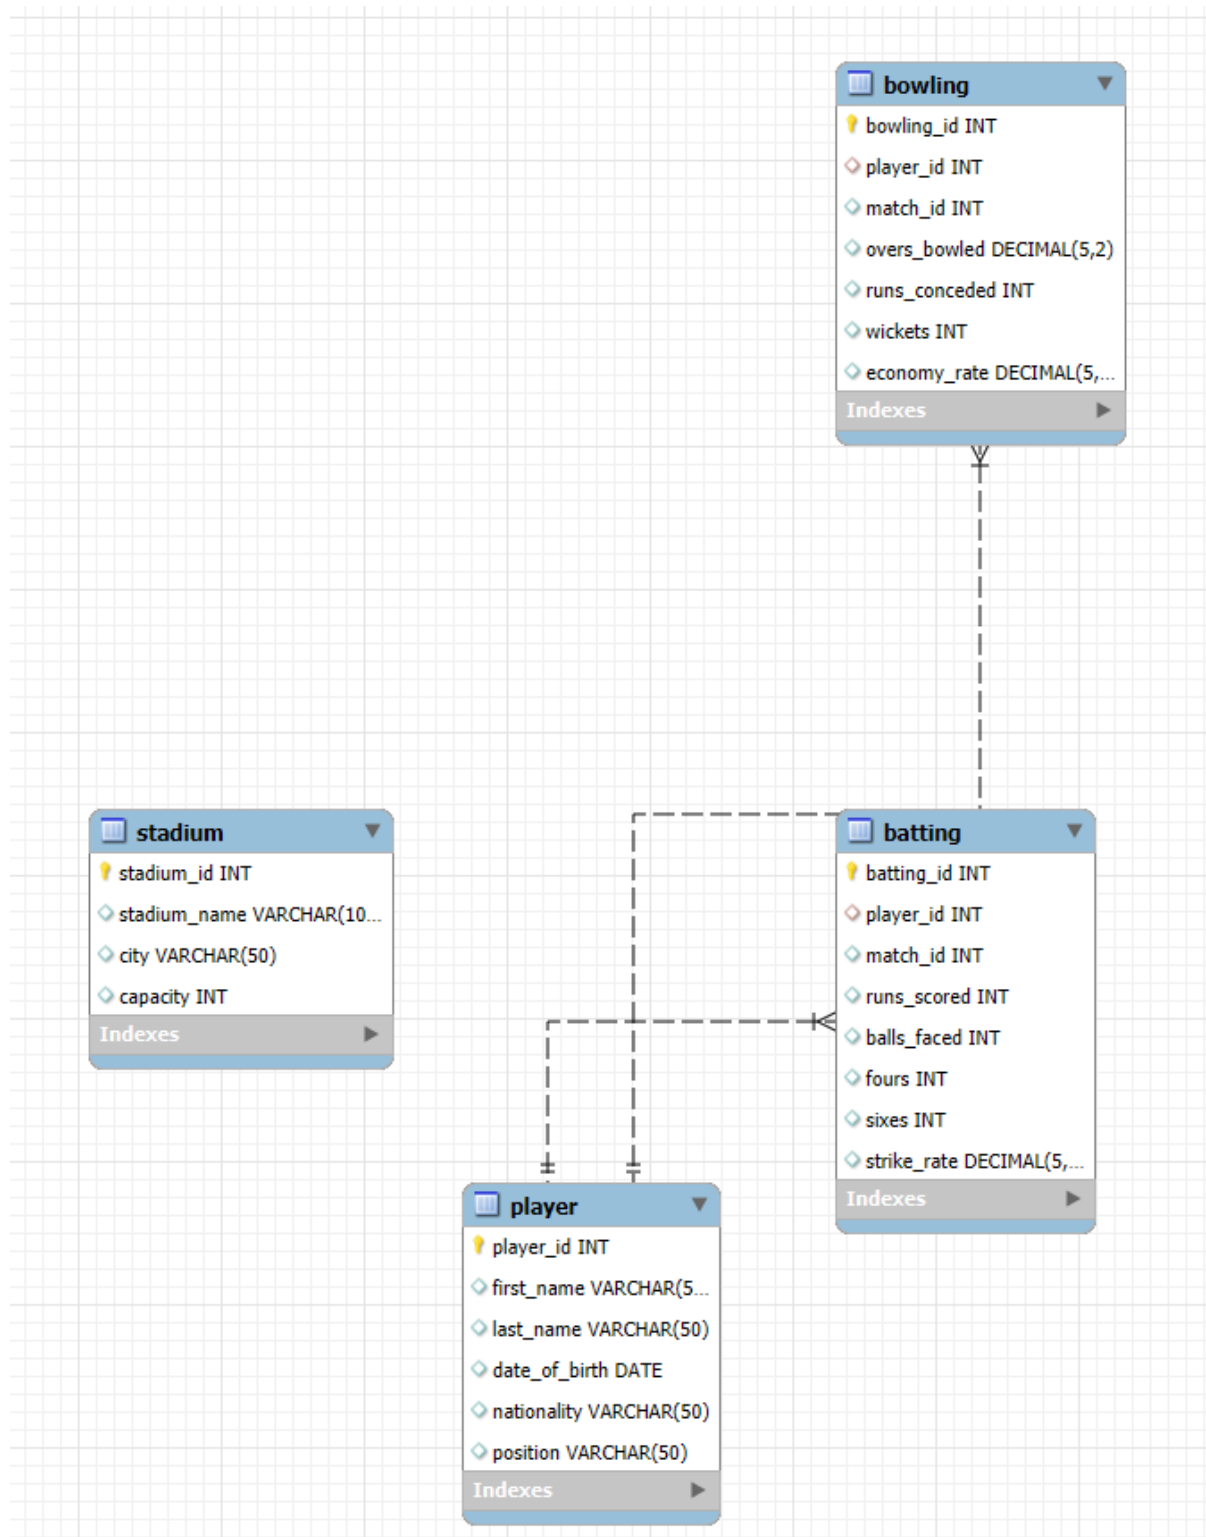 bowling
bowling_id INT
player_id INT
match_id INT
overs_bowled DECIMAL(5,2)
runs_conceded INT
wickets INT
economy_rate DECIMAL(5,...
Indexes
stadium
stadium_id INT
stadium_name VARCHAR(10...
city VARCHAR(50)
capacity INT
Indexes
batting
batting_id INT
player_id INT
match_id INT
runs_scored INT
balls_faced INT
fours INT
sixes INT
strike_rate DECIMAL(5,...
Indexes
player
player_id INT
first_name VARCHAR(5...
last_name VARCHAR(50)
date_of_birth DATE
nationality VARCHAR(50)
position VARCHAR(50)
Indexes